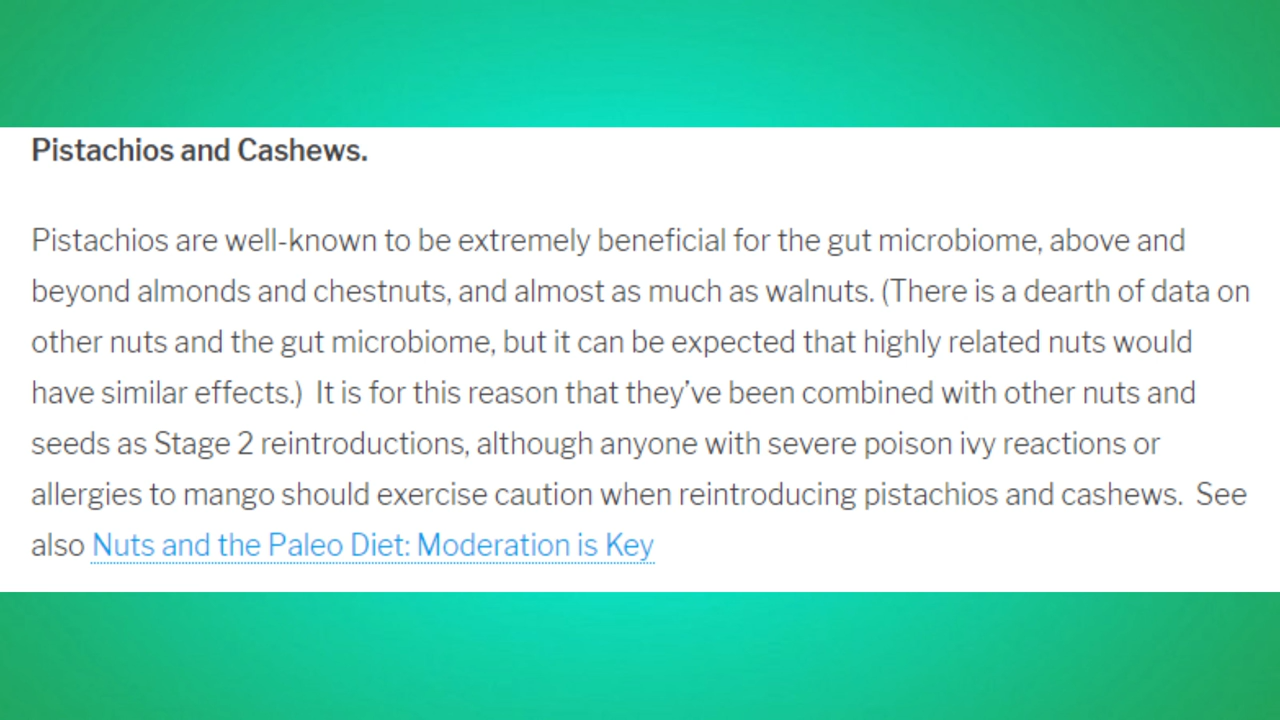 Pistachios and Cashews.
Pistachios are well-known to be extremely beneficial for the gut microbiome, above and
beyond almonds and chestnuts, and almost as much as walnuts. (There is a dearth of data on
other nuts and the gut microbiome, but it can be expected that highly related nuts would
have similar effects.)  It is for this reason that they’ve been combined with other nuts and
seeds as Stage 2 reintroductions, although anyone with severe poison ivy reactions or
allergies to mango should exercise caution when reintroducing pistachios and cashews.  See
also Nuts and the Paleo Diet: Moderation is Key